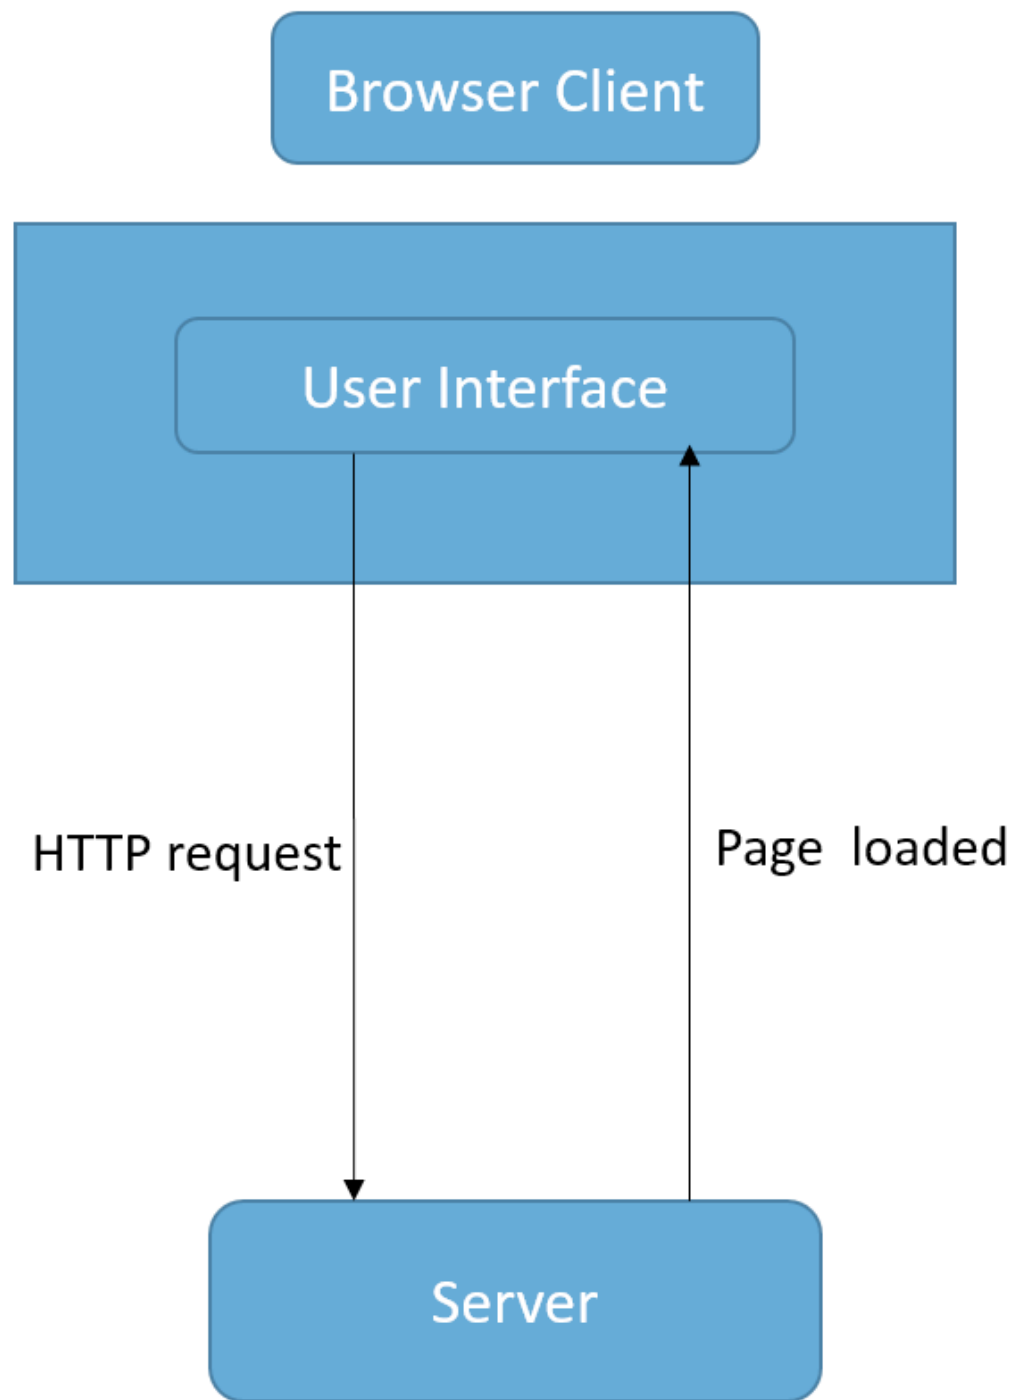 Browser Client
User Interface
HTTP request
Page loaded
Server